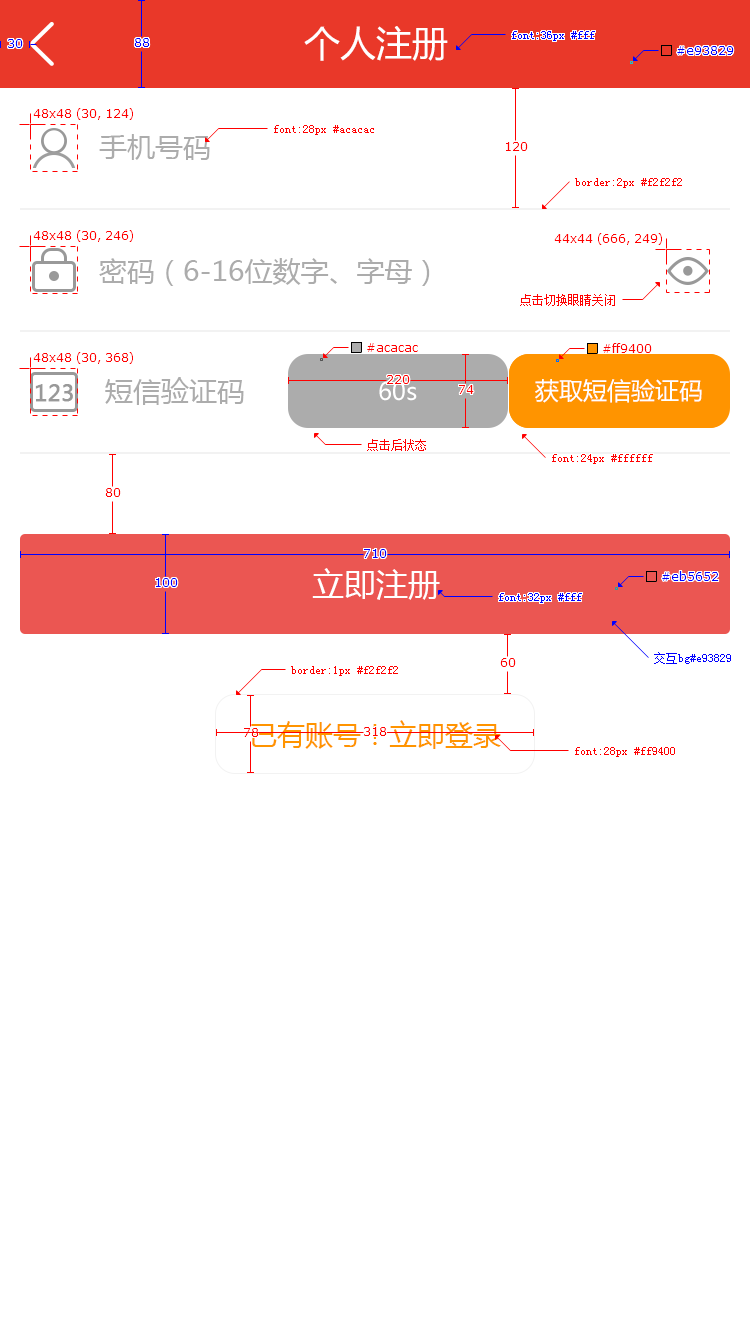 30
88
个人注册
font:36px #fff
#e93829
48x48 (30, 124)
手机号码
font:28px #acacac
120
border:2px #f2f2f2
48x48 (30, 246)
密码（6-16位数字、字母）
44x44 (666, 249)
点击切换眼睛关闭
48x48 (30, 368)
123
短信验证码
#acacac
220
74
60s
#ff9400
获取短信验证码
点击后状态
font:24px #ffffff
80
710
100
立即注册
font:32px #fff
#eb5652
交互bg#e93829
60
border:1px #f2f2f2
78
318
已有账号！立即登录
font:28px #ff9400